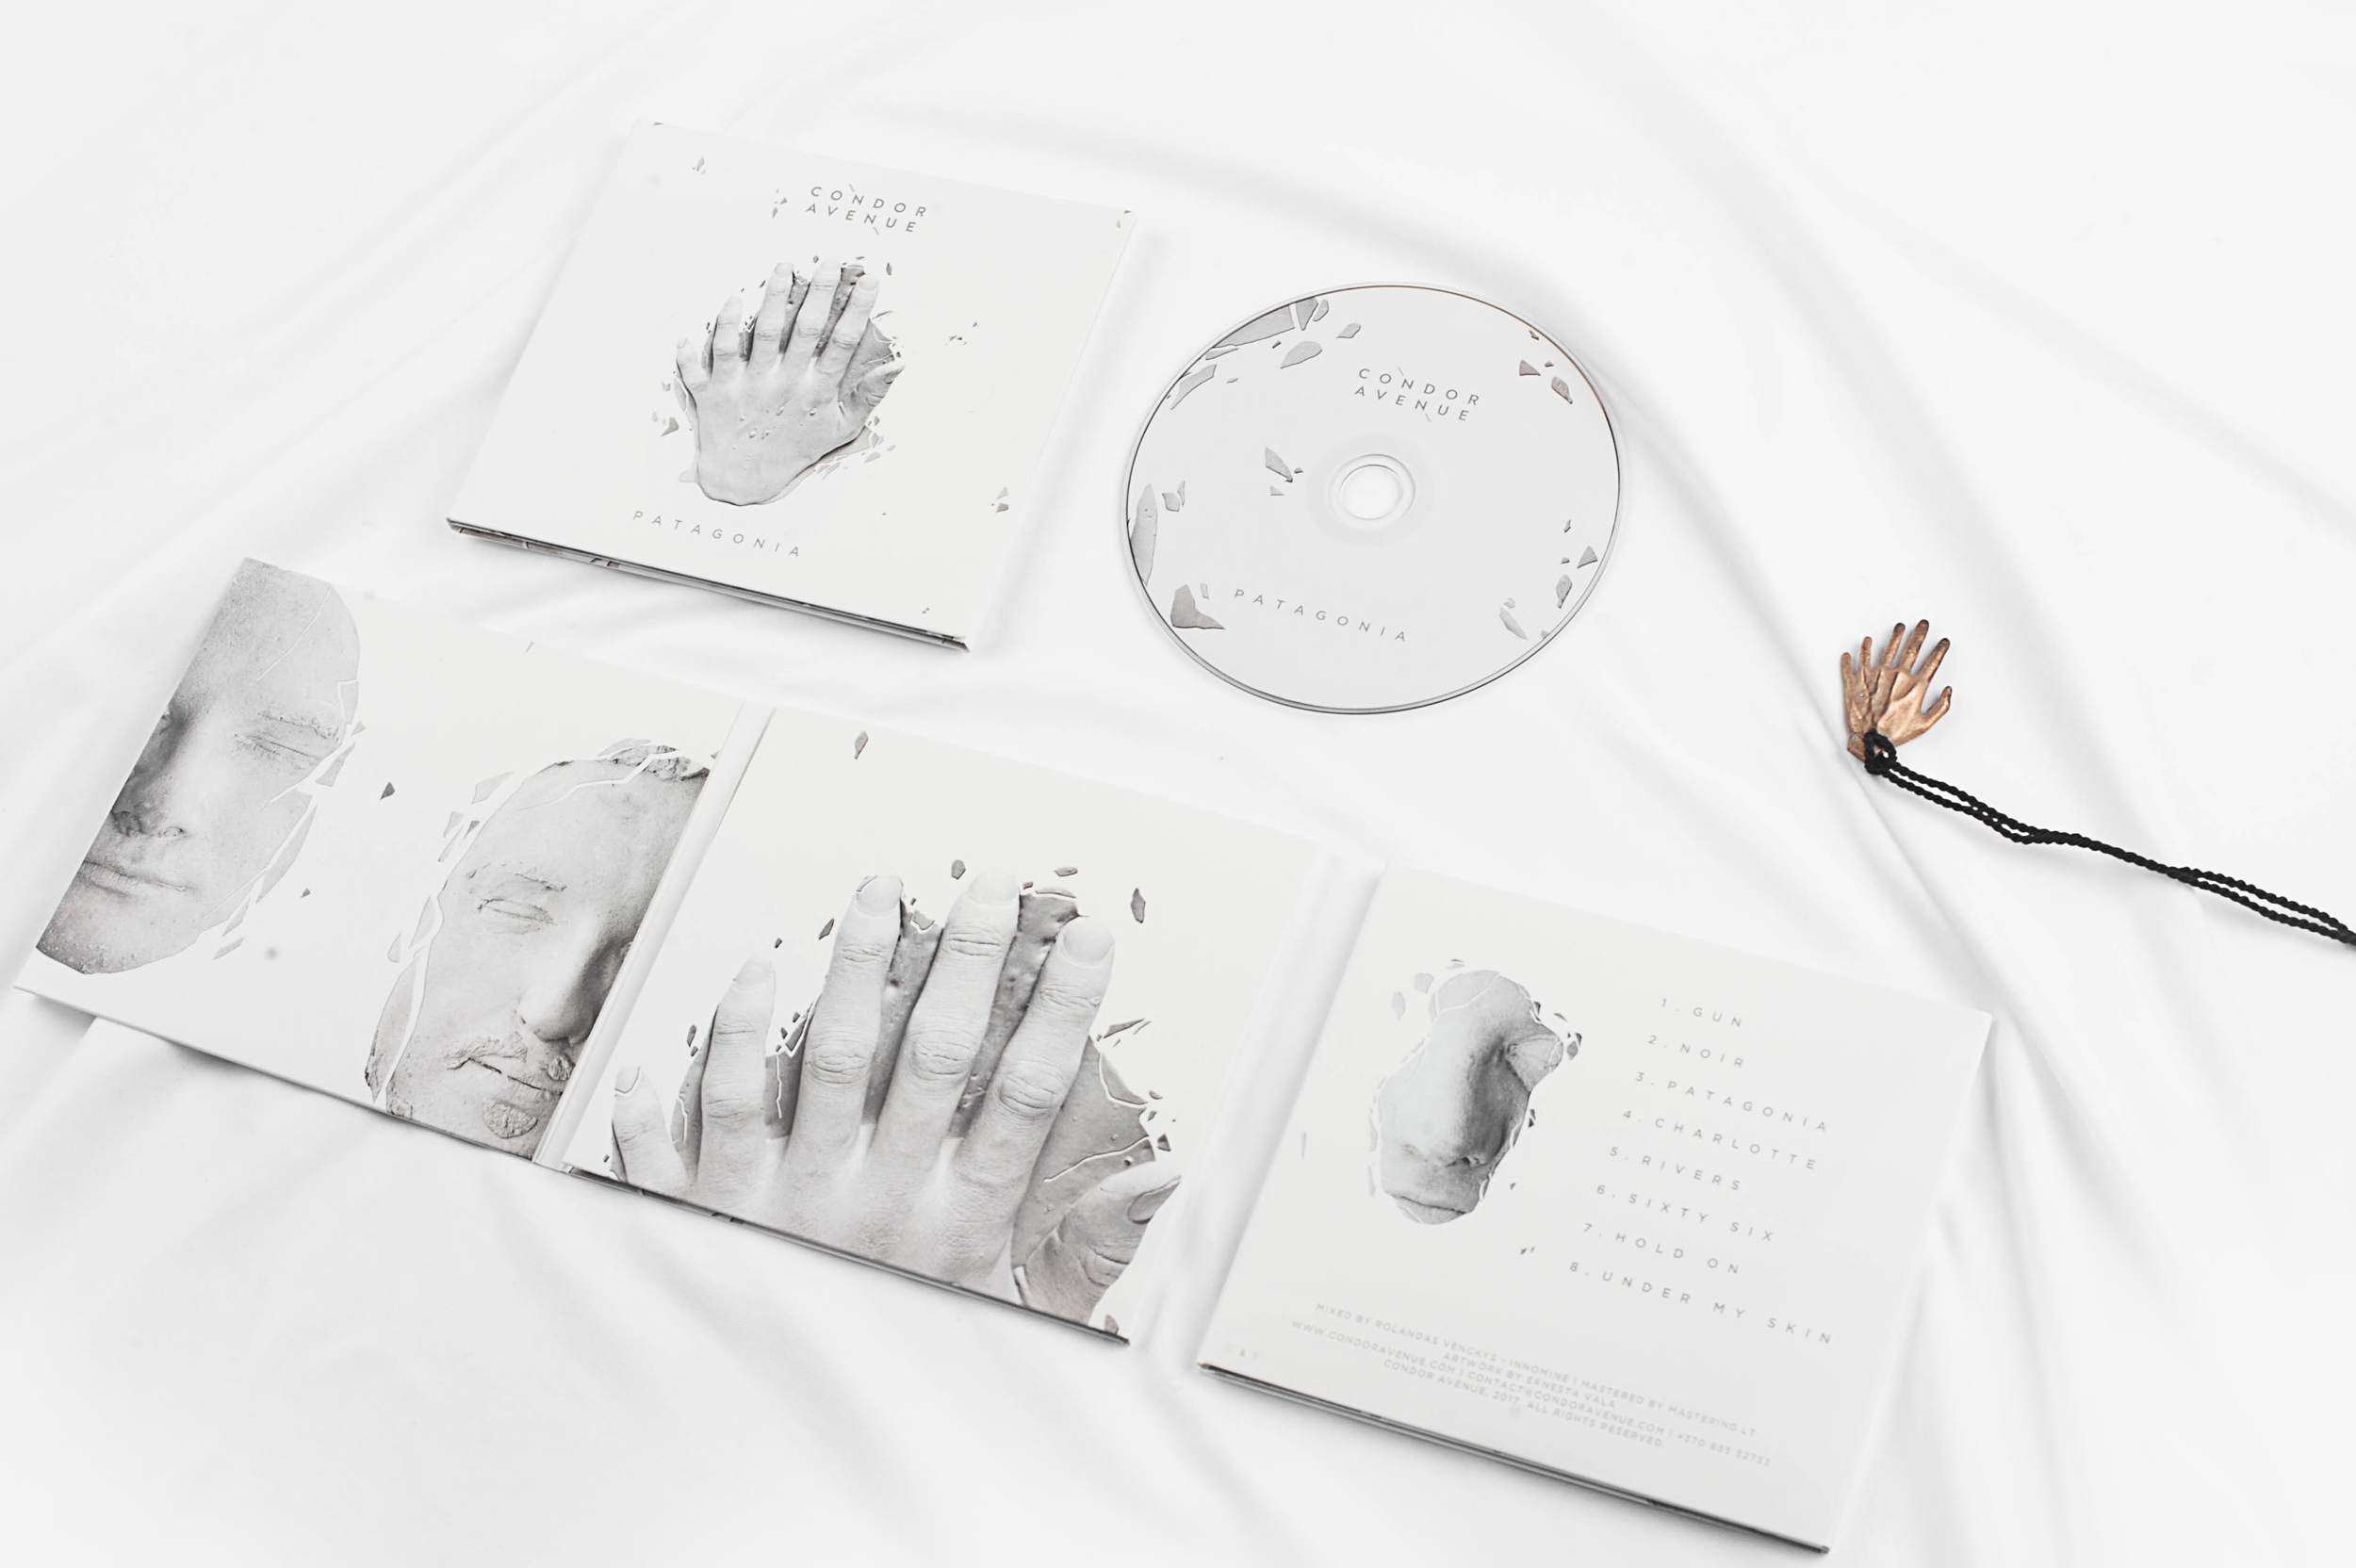 CONDOR
AVENUE
PATAGONIA
CONDOR
AVENUE
PATAGONIA
1. GUN
2. NOIR
3. PATAGONIA
4. CHARLOTTE
5. RIVERS
6. SIXTY SIX
7. HOLD ON
8. UNDER MY SKIN
MIXED BY ROLANDAS VENCKYS - INNOMINE | MASTERED BY MASTERING.LT
ARTWORK BY ERNESTA VALA
WWW.CONDORAVENUE.COM | CONTACT@CONDORAVENUE.COM | +370 655 32733
CONDOR AVENUE, 2017. ALL RIGHTS RESERVED.